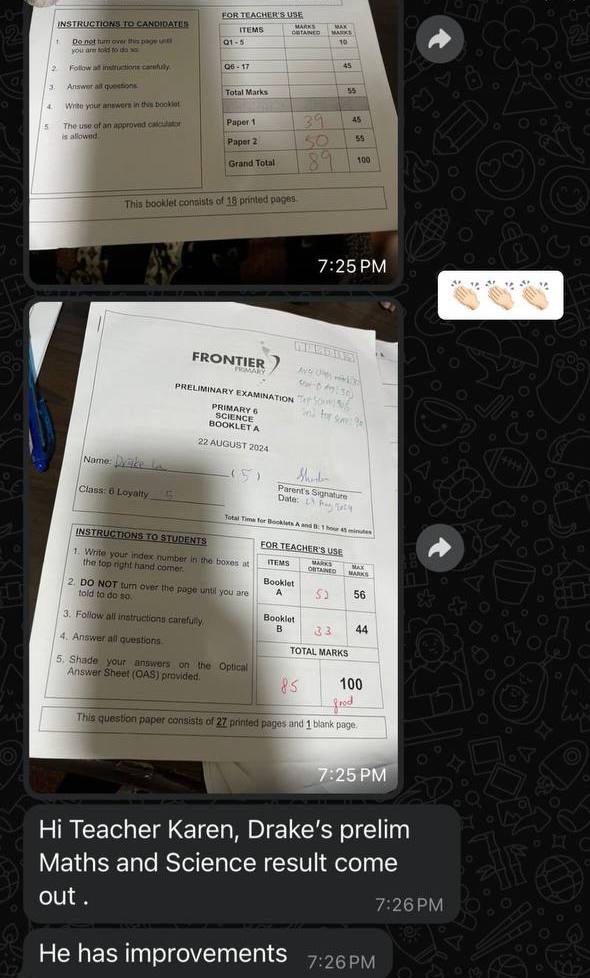 INSTRUCTIONS TO CANDIDATES
1. Do not turn over this page until
you are told to do so.
2. Follow all instructions carefully.
3. Answer all questions.
4. Write your answers in this booklet.
5. The use of an approved calculator
is allowed.
FOR TEACHER'S USE
ITEMS MARKS OBTAINED MAX MARKS
Q1 - 5 10
Q6 - 17 45
Total Marks 55
Paper 1 39 45
Paper 2 50 55
Grand Total 89 100
This booklet consists of 18 printed pages.
7:25 PM
FRONTIER
PRIMARY
PRELIMINARY EXAMINATION
PRIMARY 6
SCIENCE
BOOKLET A
22 AUGUST 2024
Name: Drake (5)
Class: 6 Loyalty 5
Parent's Signature
Date: Aug 2024
Total Time for Booklets A and B: 1 hour 45 minutes
INSTRUCTIONS TO STUDENTS
1. Write your index number in the boxes at
the top right hand corner.
2. DO NOT turn over the page until you are
told to do so.
3. Follow all instructions carefully.
4. Answer all questions.
5. Shade your answers on the Optical
Answer Sheet (OAS) provided.
FOR TEACHER'S USE
ITEMS MARKS OBTAINED MAX MARKS
Booklet A 52 56
Booklet B 33 44
TOTAL MARKS
85 100
good
This question paper consists of 27 printed pages and 1 blank page.
7:25 PM
Hi Teacher Karen, Drake's prelim
Maths and Science result come
out .
7:26 PM
He has improvements 7:26 PM